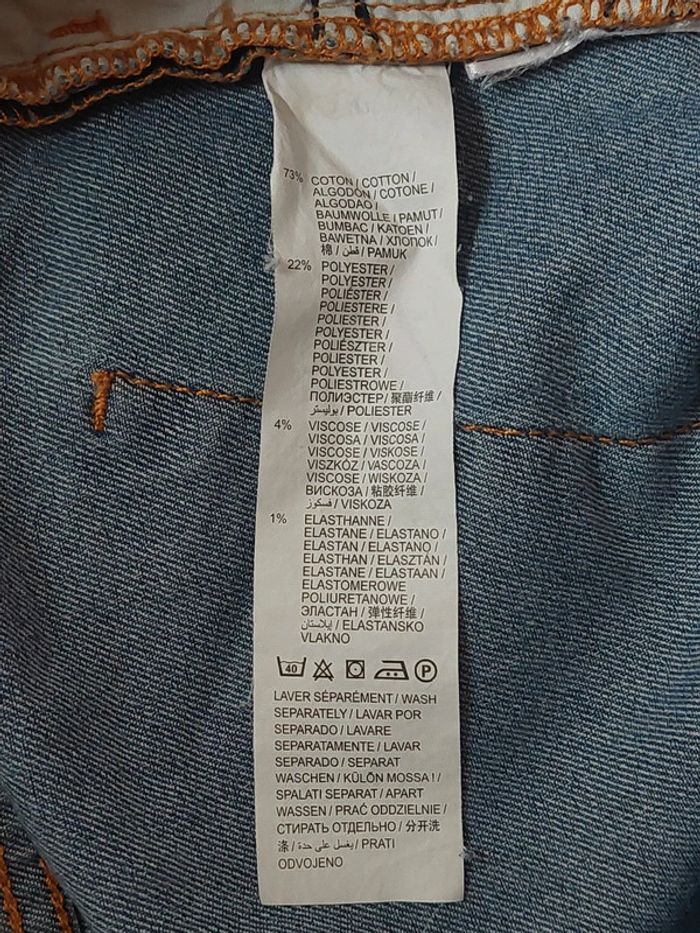 73% COTON / COTTON /
ALGODÓN / COTONE /
ALGODAO /
BAUMWOLLE / PAMUT /
BUMBAC / KATOEN /
BAWETNA / ХЛОПОК /
棉 / قطن / PAMUK
22% POLYESTER /
POLYESTER /
POLIÉSTER /
POLIESTERE /
POLIESTER /
POLYESTER /
POLIÉSZTER /
POLIESTER /
POLYESTER /
POLIESTROWE /
ПОЛИЭСТЕР / 聚酯纤维 /
بوليستر / POLIESTER
4% VISCOSE / VISCOSE /
VISCOSA / VISCOSA /
VISCOSE / VISKOSE /
VISZKÓZ / VASCOZA /
VISCOSE / WISKOZA /
ВИСКОЗА / 粘胶纤维 /
فسكوز / VISKOZA
1% ELASTHANNE /
ELASTANE / ELASTANO /
ELASTAN / ELASTANO /
ELASTHAN / ELASZTÁN /
ELASTANE / ELASTAAN /
ELASTOMEROWE
POLIURETANOWE /
ЭЛАСТАН / 弹性纤维 /
إيلاستان / ELASTANSKO
VLAKNO
40 P
LAVER SÉPARÉMENT / WASH
SEPARATELY / LAVAR POR
SEPARADO / LAVARE
SEPARATAMENTE / LAVAR
SEPARADO / SEPARAT
WASCHEN / KÜLÖN MOSSA ! /
SPALATI SEPARAT / APART
WASSEN / PRAĆ ODDZIELNIE /
СТИРАТЬ ОТДЕЛЬНО / 分开洗
涤 / يغسل على حدة / PRATI
ODVOJENO